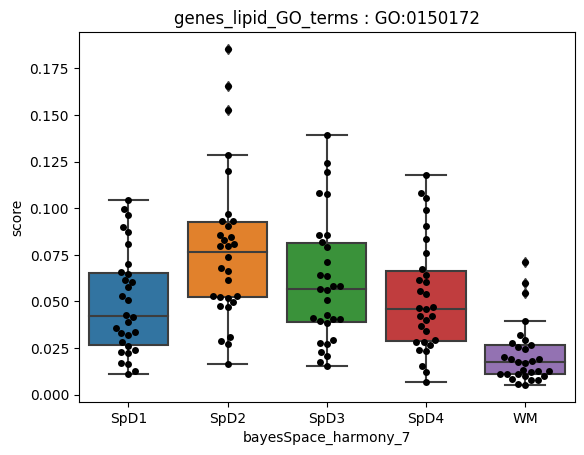 genes_lipid_GO_terms : GO:0150172
0.175
0.150
0.125
0.100
0.075
0.050
0.025
0.000
score
SpD1 SpD2 SpD3 SpD4 WM
bayesSpace_harmony_7